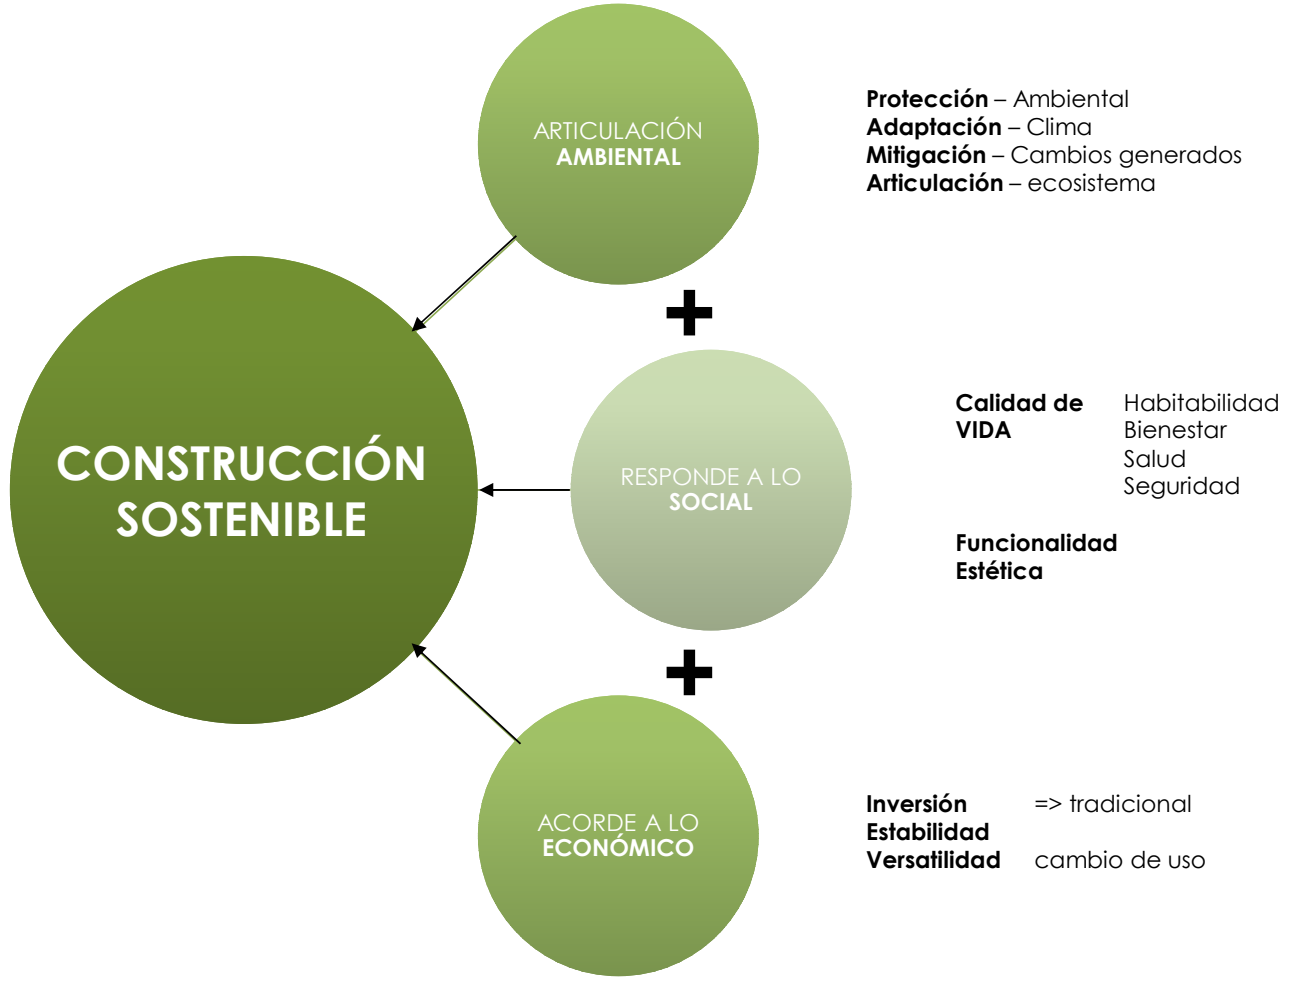 ARTICULACIÓN
AMBIENTAL
Protección – Ambiental
Adaptación – Clima
Mitigación – Cambios generados
Articulación – ecosistema
CONSTRUCCIÓN
SOSTENIBLE
RESPONDE A LO
SOCIAL
Calidad de Habitabilidad
VIDA Bienestar
Salud
Seguridad
Funcionalidad
Estética
ACORDE A LO
ECONÓMICO
Inversión => tradicional
Estabilidad
Versatilidad cambio de uso